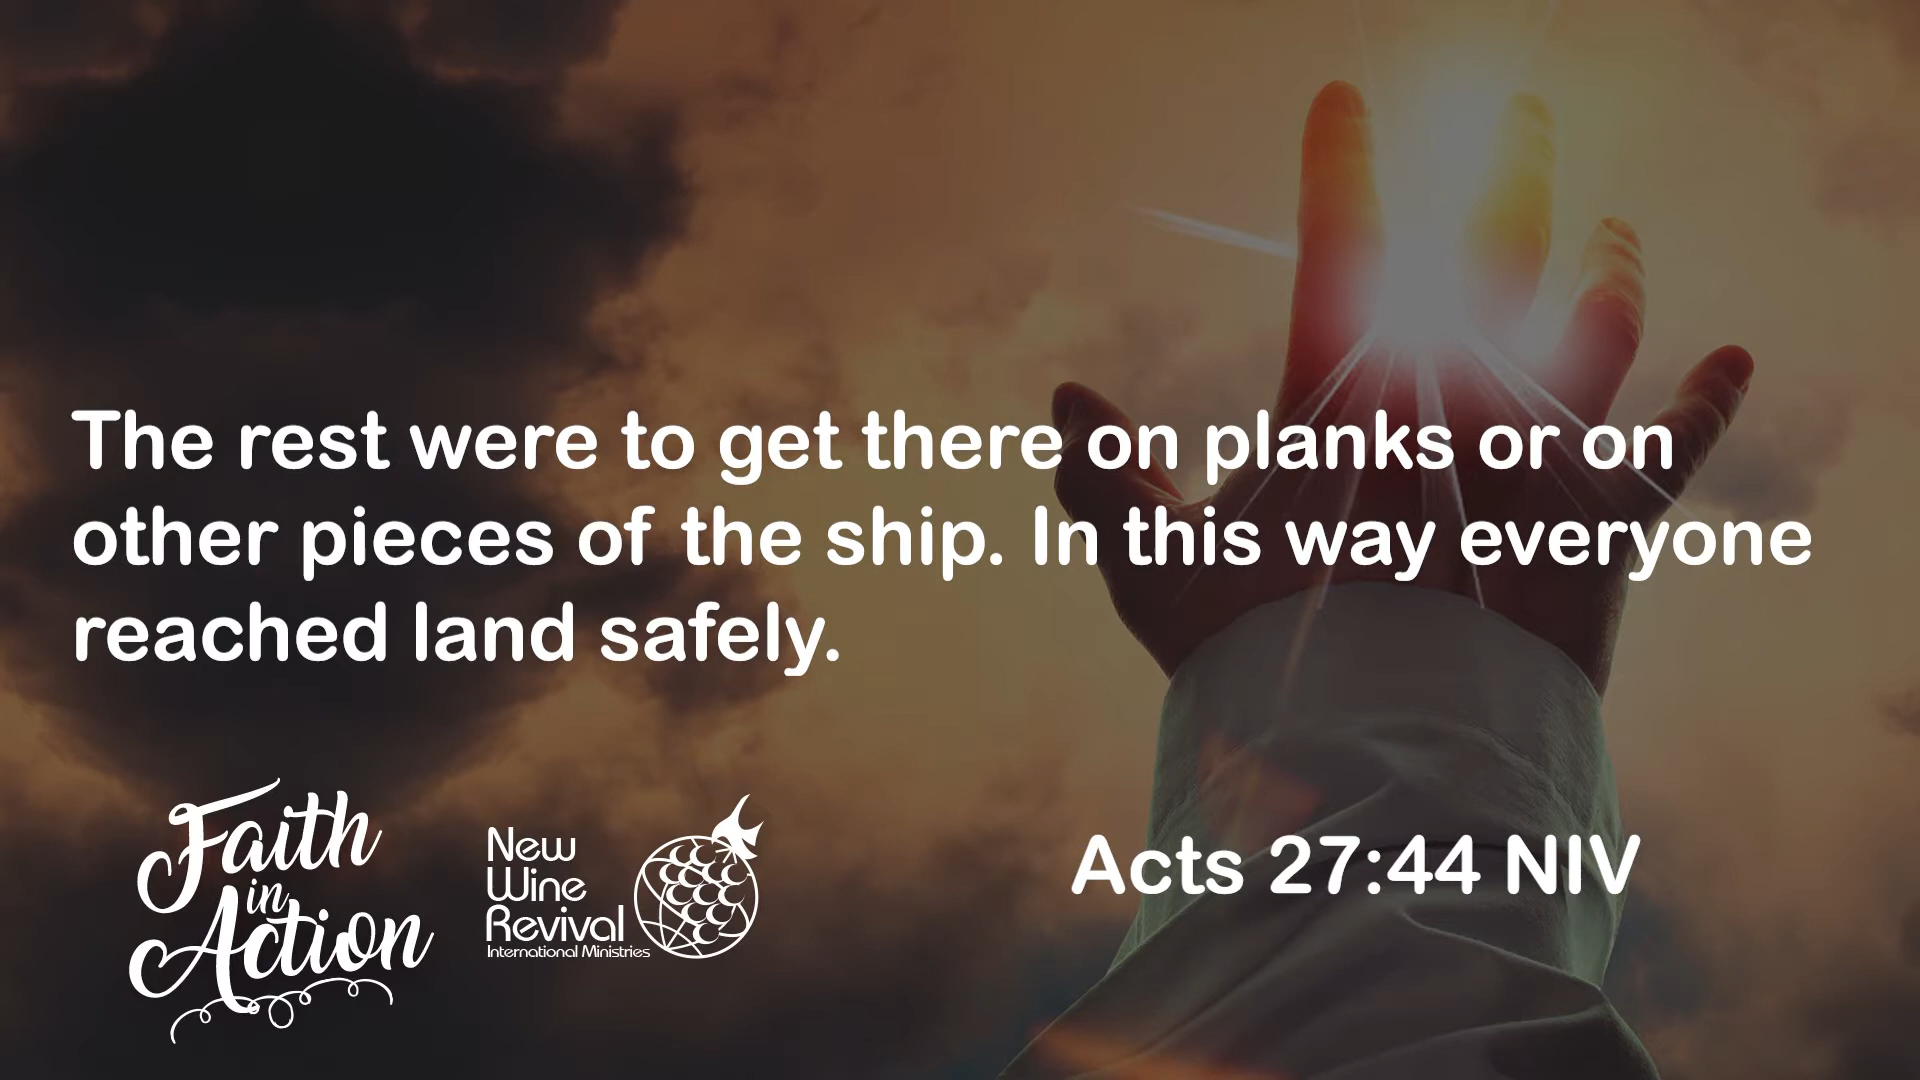 The rest were to get there on planks or on
other pieces of the ship. In this way everyone
reached land safely.
Faith
in
Action
New
Wine
Revival
International Ministries
Acts 27:44 NIV